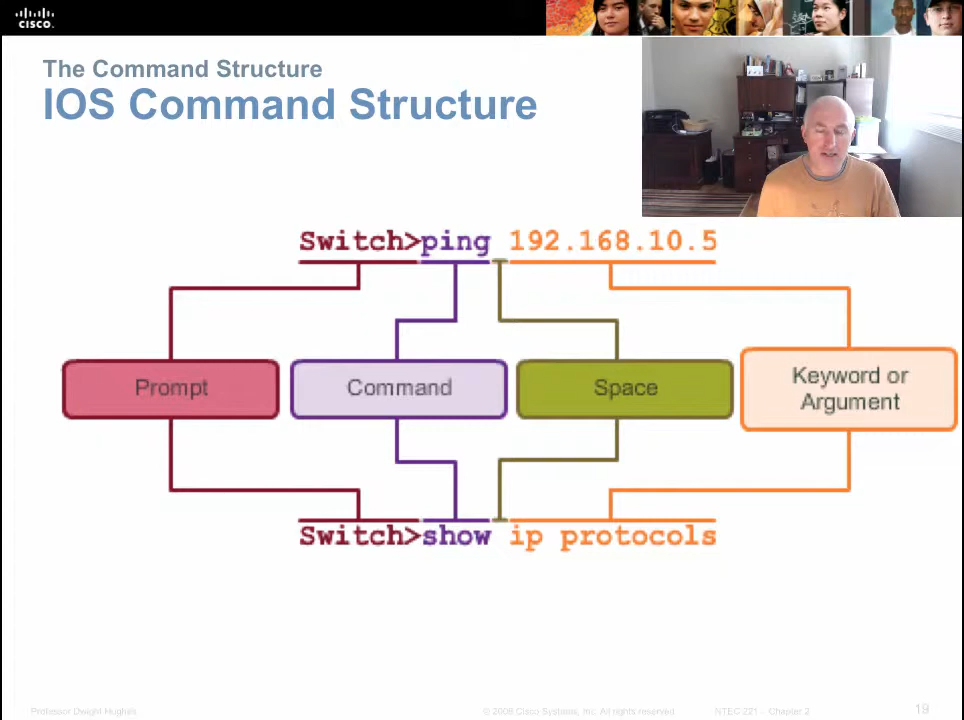 CISCO
The Command Structure
IOS Command Structure
Switch>ping 192.168.10.5
Prompt
Command
Space
Keyword or
Argument
Switch>show ip protocols
Professor Dwight Hughes
© 2008 Cisco Systems, Inc. All rights reserved.
NTEC 221 - Chapter 2
19